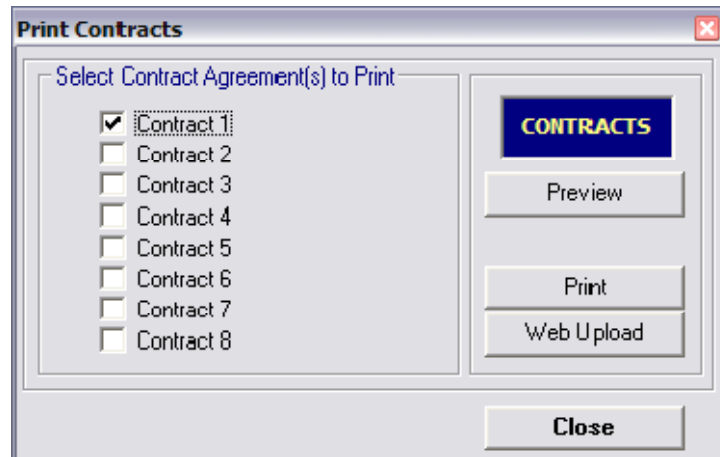 Print Contracts
Select Contract Agreement(s) to Print
Contract 1
Contract 2
Contract 3
Contract 4
Contract 5
Contract 6
Contract 7
Contract 8
CONTRACTS
Preview
Print
Web Upload
Close